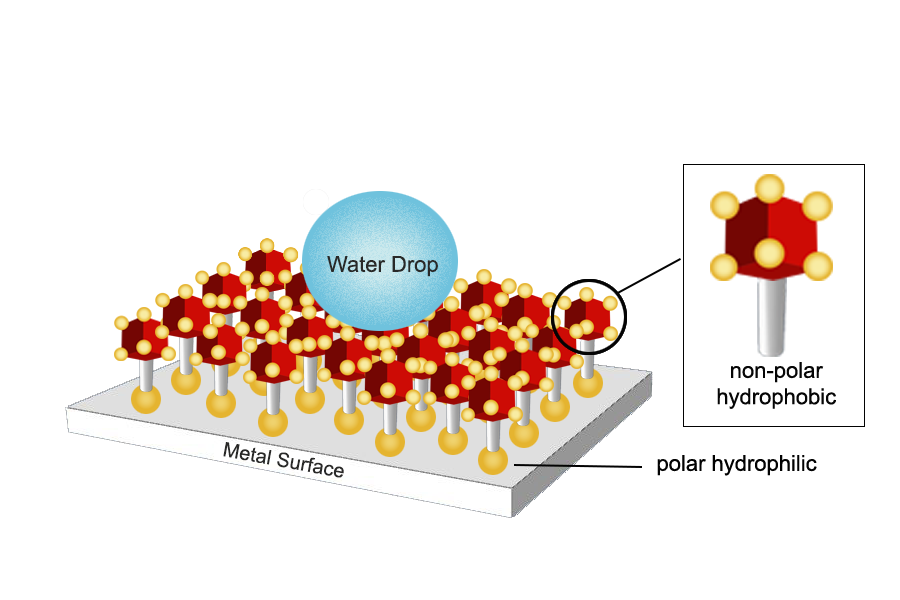 Water Drop
non-polar
hydrophobic
Metal Surface
polar hydrophilic